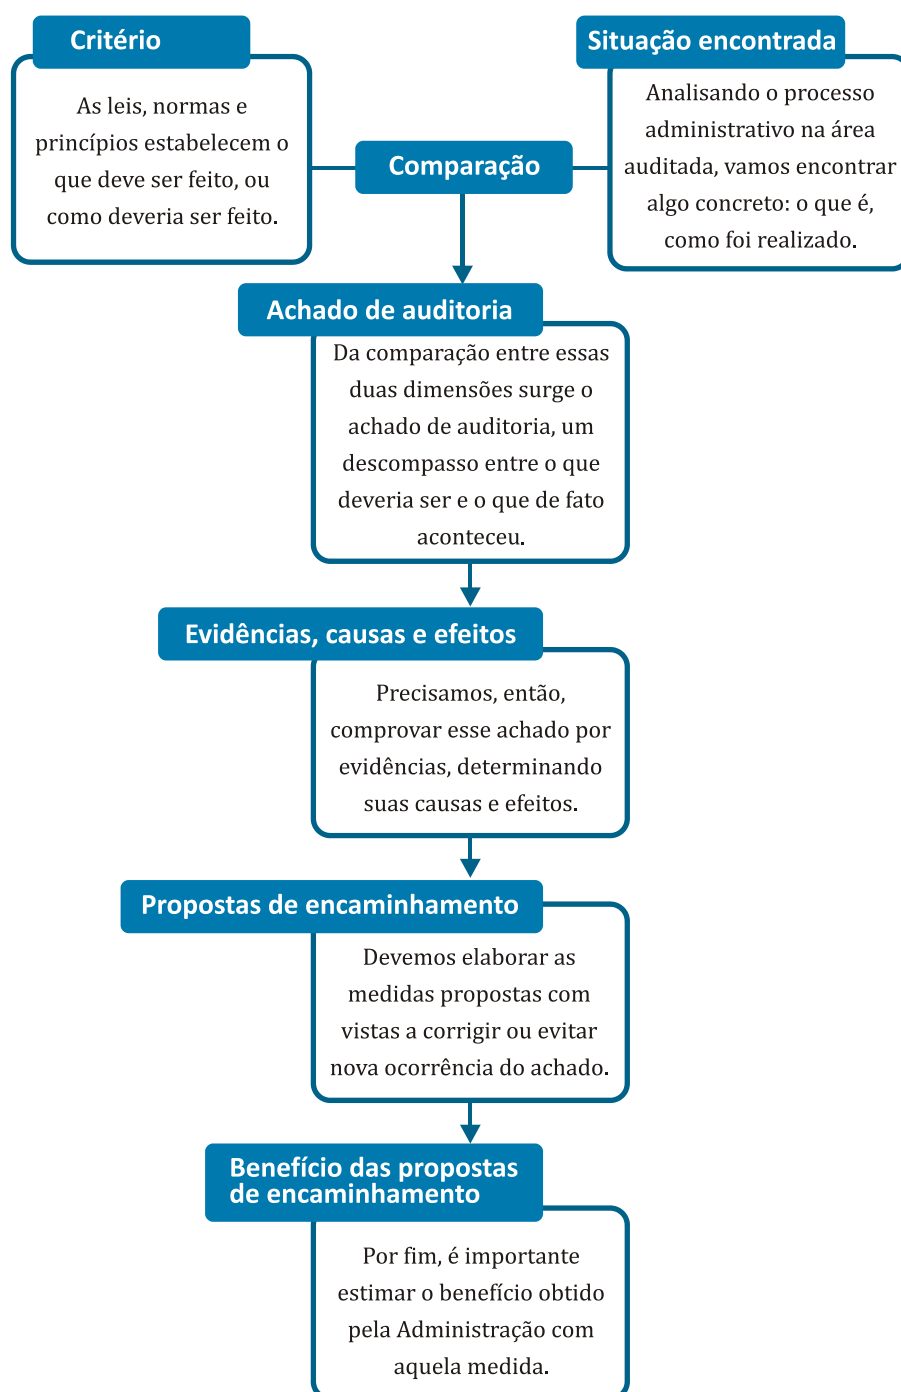 Critério
As leis, normas e
princípios estabelecem o
que deve ser feito, ou
como deveria ser feito.
Comparação
Situação encontrada
Analisando o processo
administrativo na área
auditada, vamos encontrar
algo concreto: o que é,
como foi realizado.
Achado de auditoria
Da comparação entre essas
duas dimensões surge o
achado de auditoria, um
descompasso entre o que
deveria ser e o que de fato
aconteceu.
Evidências, causas e efeitos
Precisamos, então,
comprovar esse achado por
evidências, determinando
suas causas e efeitos.
Propostas de encaminhamento
Devemos elaborar as
medidas propostas com
vistas a corrigir ou evitar
nova ocorrência do achado.
Benefício das propostas
de encaminhamento
Por fim, é importante
estimar o benefício obtido
pela Administração com
aquela medida.